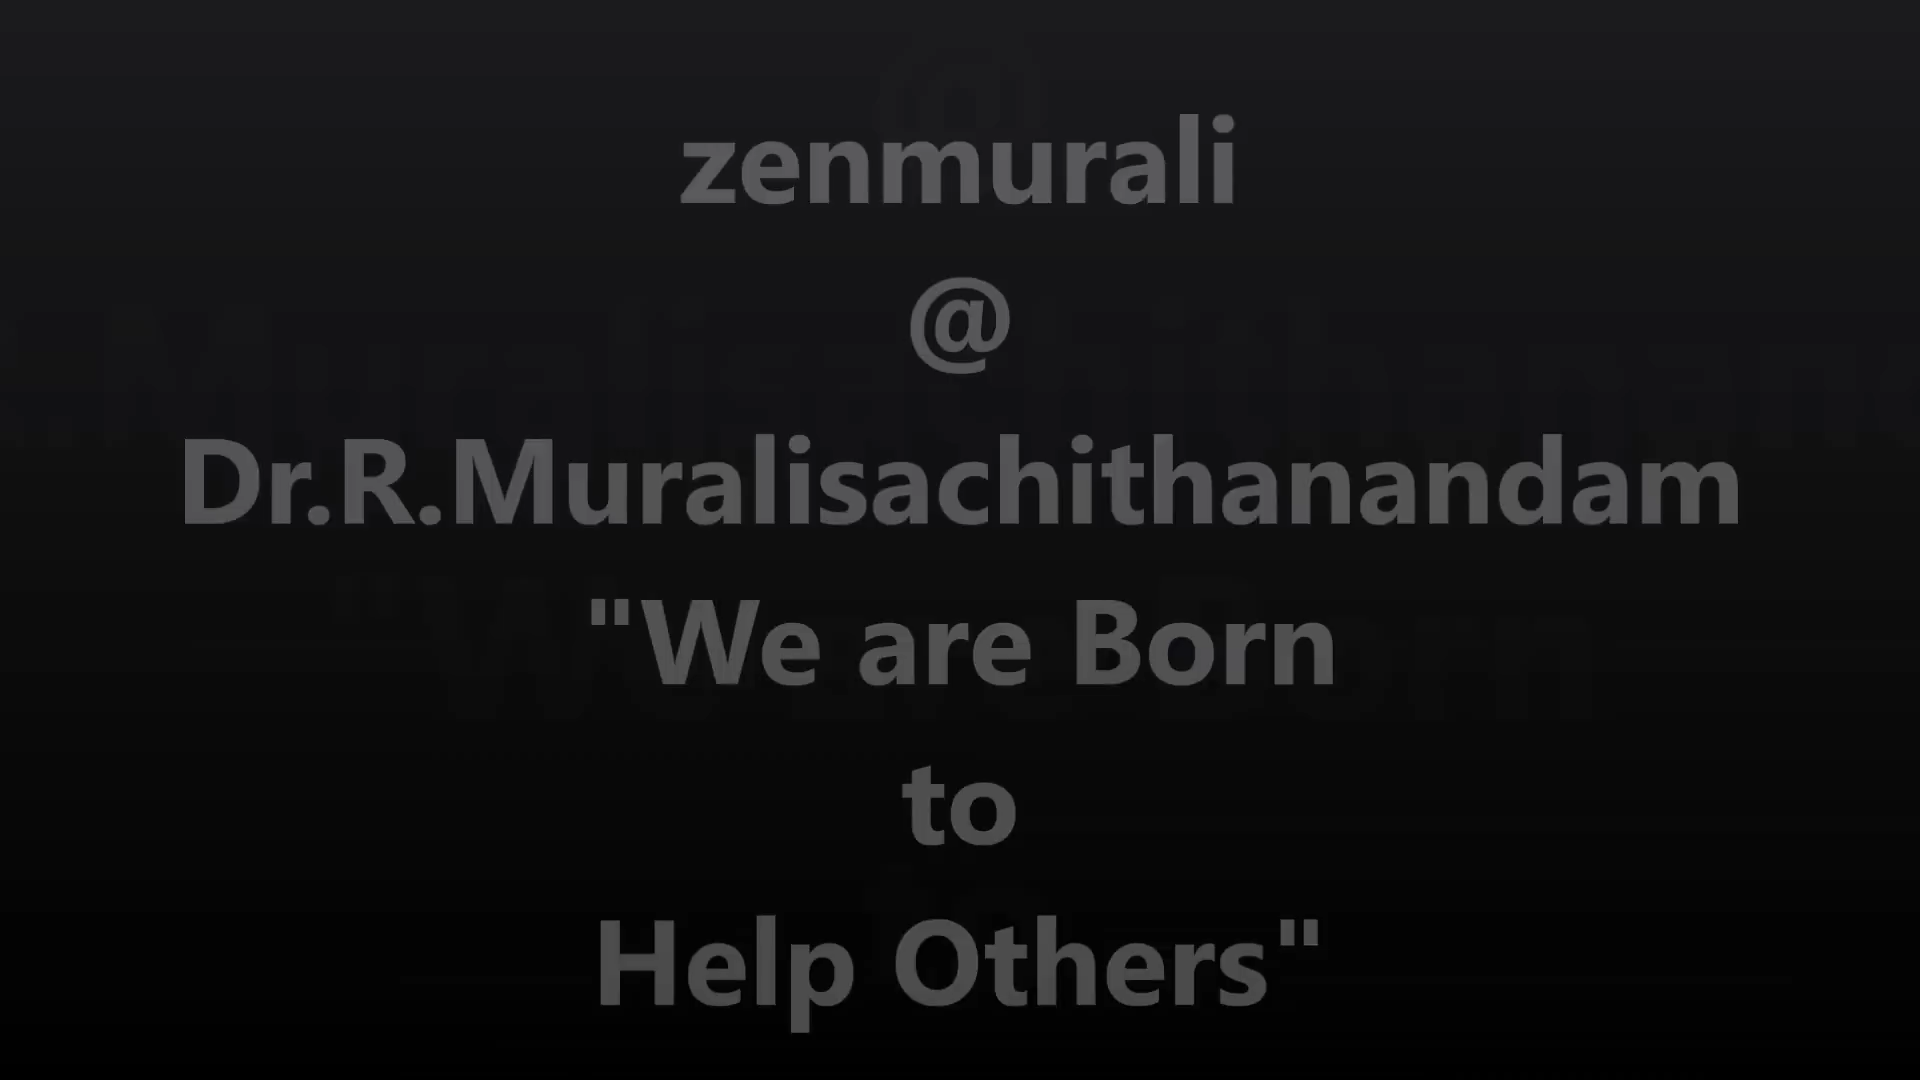 zenmurali
@
Dr.R.Muralisachithanandam
"We are Born
to
Help Others"